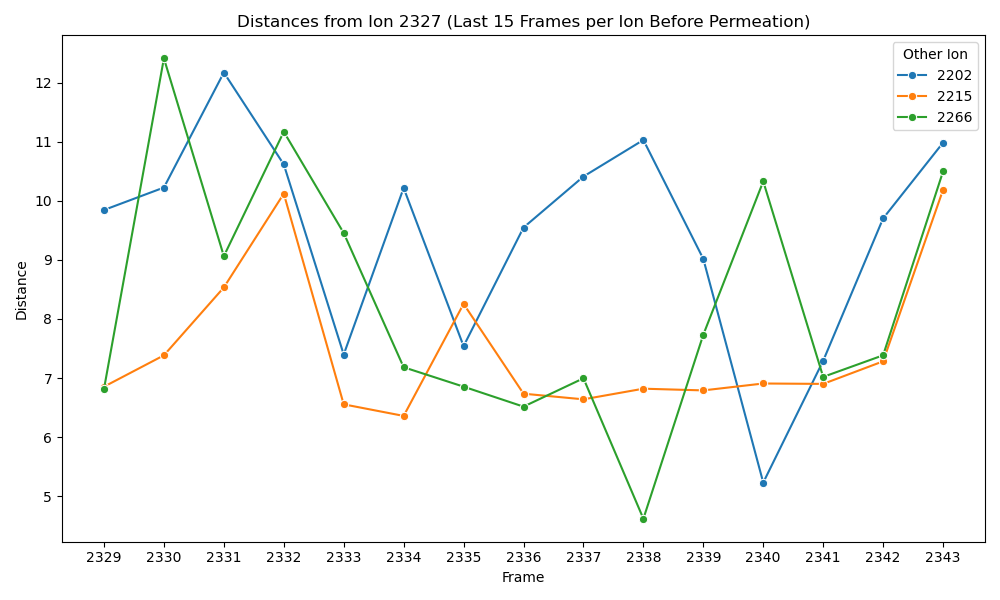 Distances from Ion 2327 (Last 15 Frames per Ion Before Permeation)
Other Ion
2202
2215
2266
Distance
12
11
10
9
8
7
6
5
2329 2330 2331 2332 2333 2334 2335 2336 2337 2338 2339 2340 2341 2342 2343
Frame